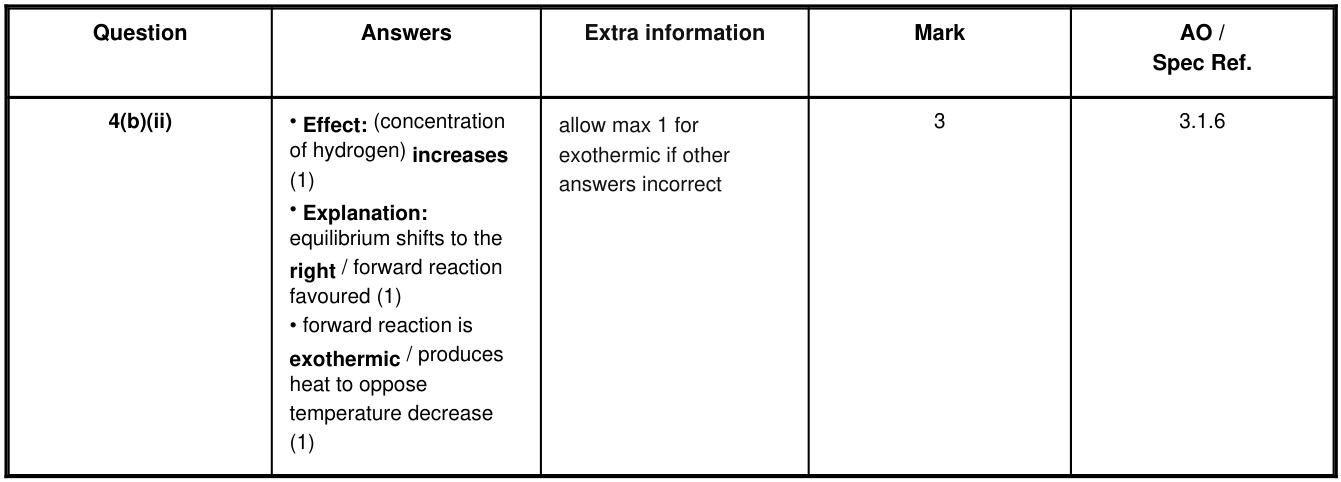 Question
Answers
Extra information
Mark
AO /
Spec Ref.
4(b)(ii)
• Effect: (concentration
of hydrogen) increases
(1)
• Explanation:
equilibrium shifts to the
right / forward reaction
favoured (1)
• forward reaction is
exothermic / produces
heat to oppose
temperature decrease
(1)
allow max 1 for
exothermic if other
answers incorrect
3
3.1.6